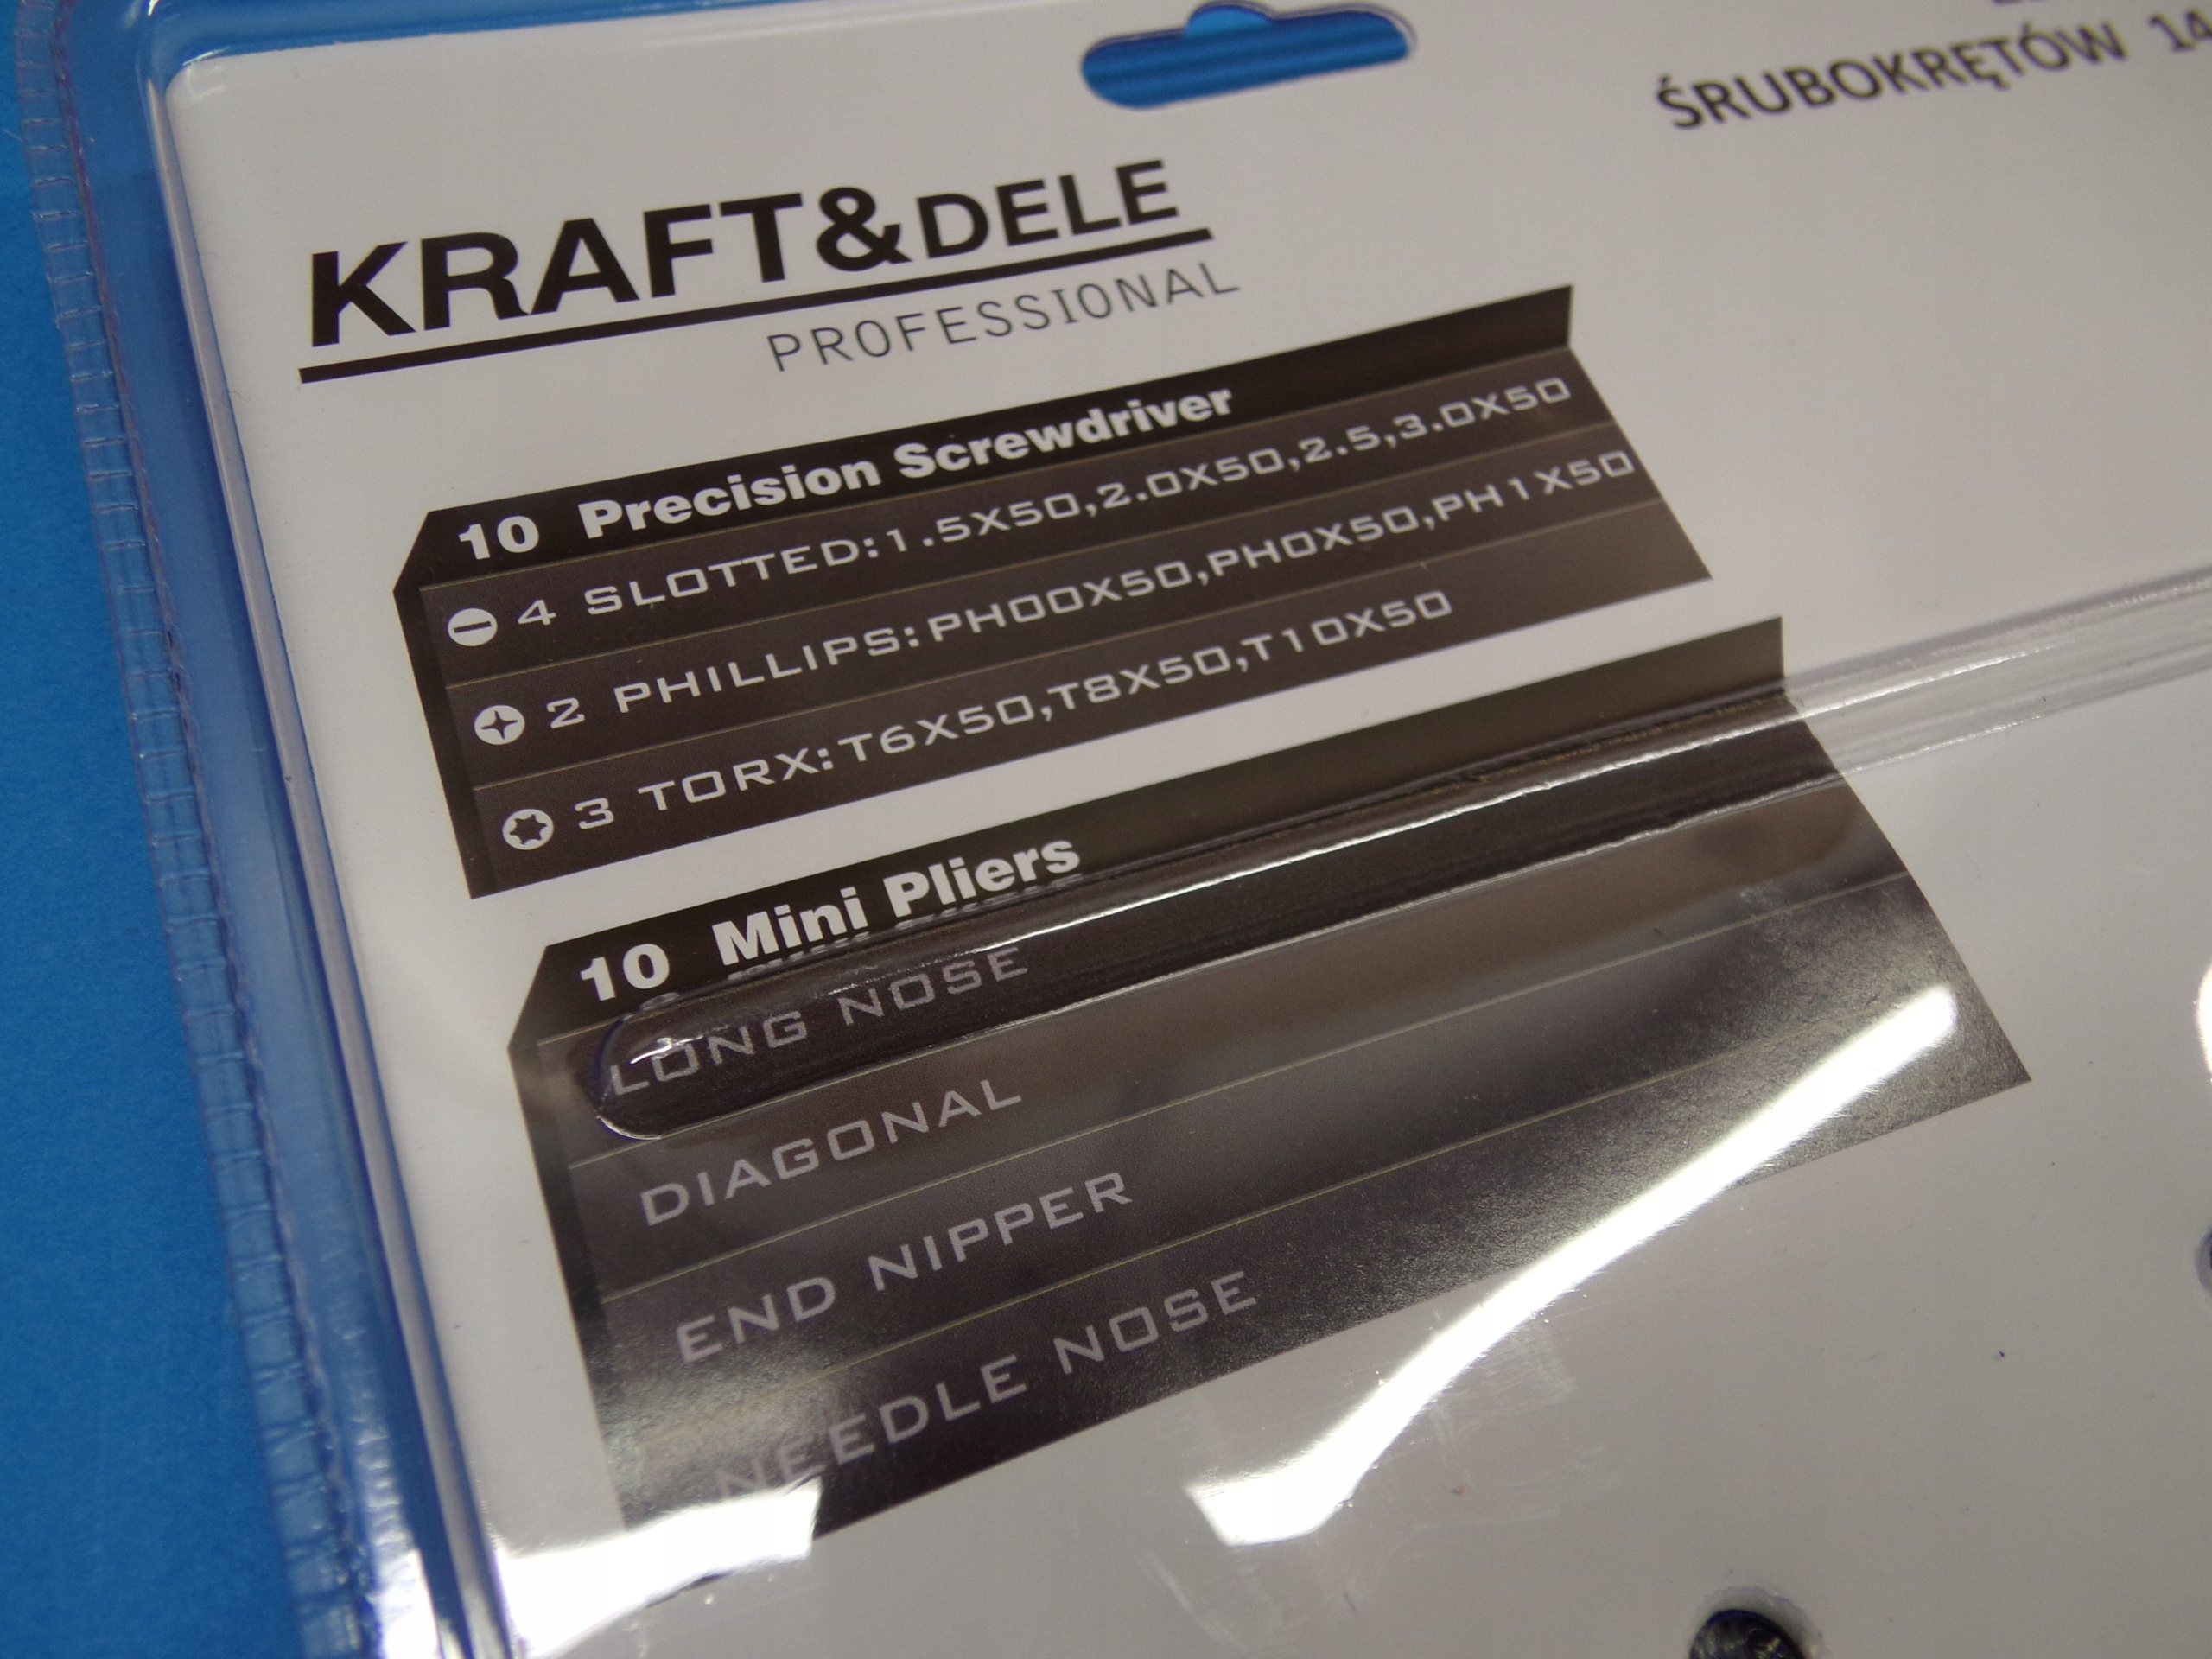 ŚRUBOKRĘTÓW 14
KRAFT&DELE
PROFESSIONAL
10 Precision Screwdriver
4 SLOTTED:1.5X50,2.0X50,2.5,3.0X50
2 PHILLIPS:PH00X50,PH0X50,PH1X50
3 TORX:T6X50,T8X50,T10X50
10 Mini Pliers
LONG NOSE
DIAGONAL
END NIPPER
NEEDLE NOSE